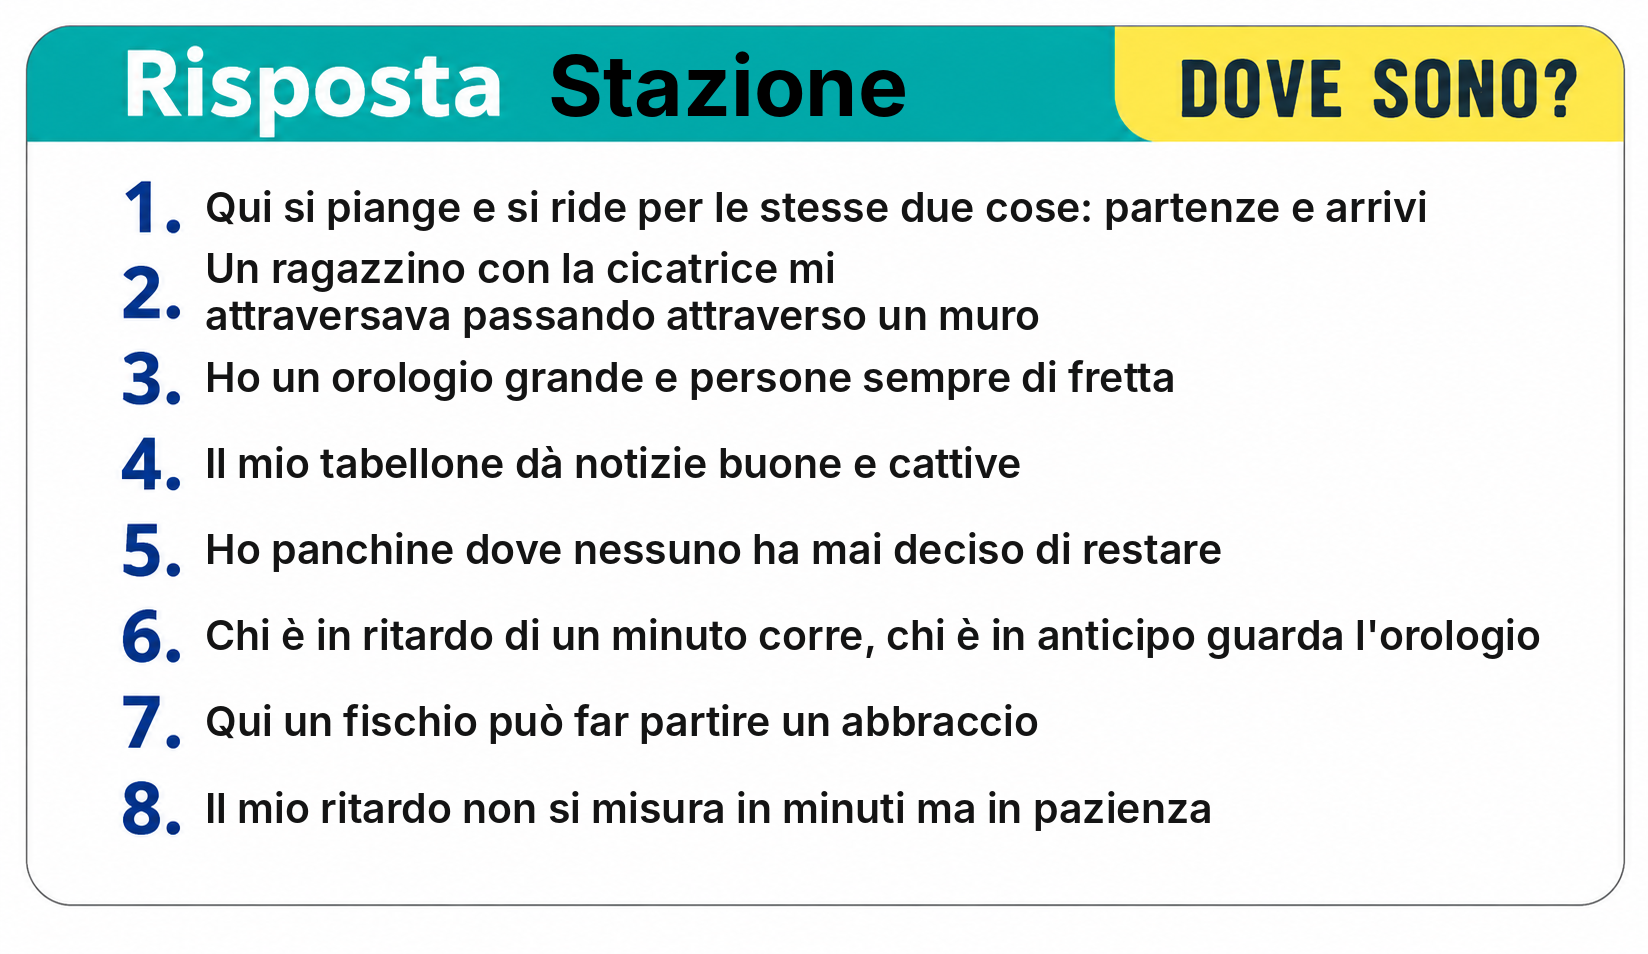 Risposta Stazione DOVE SONO?
1. Qui si piange e si ride per le stesse due cose: partenze e arrivi
2. Un ragazzino con la cicatrice mi
attraversava passando attraverso un muro
3. Ho un orologio grande e persone sempre di fretta
4. Il mio tabellone dà notizie buone e cattive
5. Ho panchine dove nessuno ha mai deciso di restare
6. Chi è in ritardo di un minuto corre, chi è in anticipo guarda l'orologio
7. Qui un fischio può far partire un abbraccio
8. Il mio ritardo non si misura in minuti ma in pazienza